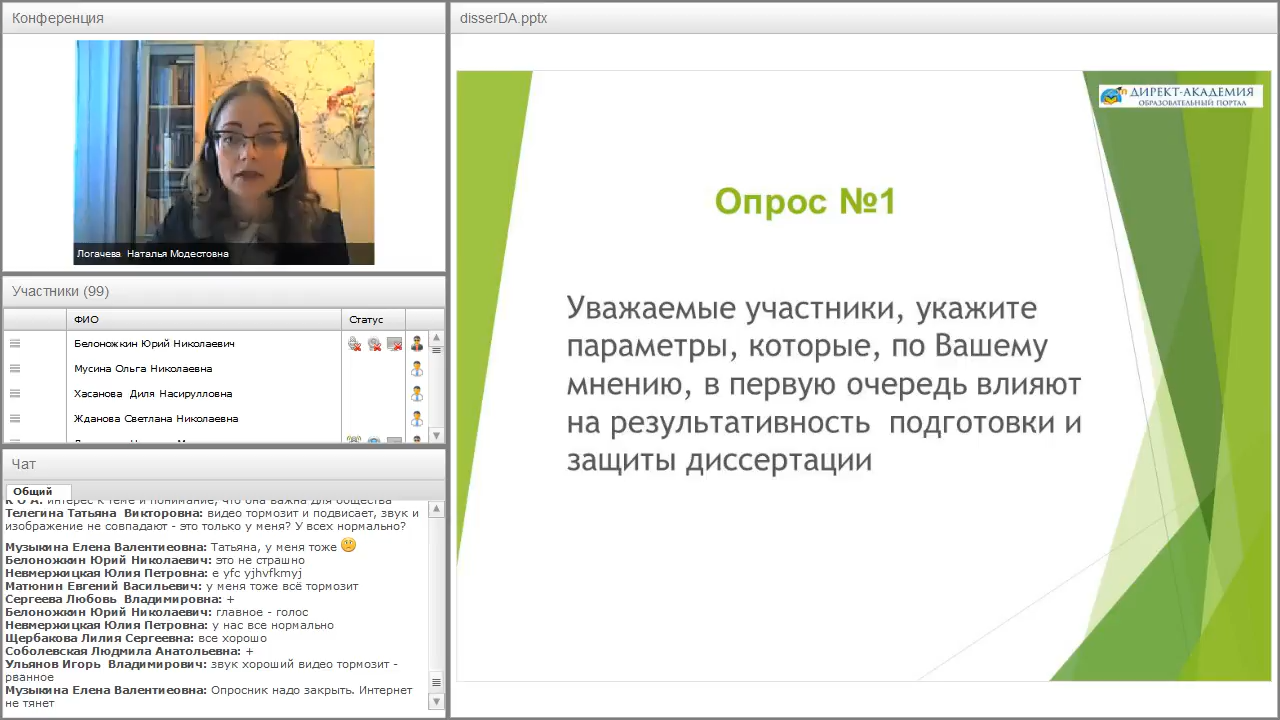 Конференция
Логачева Наталья Модестовна
Участники (99)
ФИО
Статус
Белоножкин Юрий Николаевич
Мусина Ольга Николаевна
Хасанова Диля Насирулловна
Жданова Светлана Николаевна
Чат
Общий
К О А: интерес к теме и понимание, что она важна для общества
Телегина Татьяна Викторовна: видео тормозит и подвисает, звук и
изображение не совпадают - это только у меня? У всех нормально?
Музыкина Елена Валентиеовна: Татьяна, у меня тоже
Белоножкин Юрий Николаевич: это не страшно
Невмержицкая Юлия Петровна: е yfc yjhvfkmyj
Матюнин Евгений Васильевич: у меня тоже всё тормозит
Сергеева Любовь Владимировна: +
Белоножкин Юрий Николаевич: главное - голос
Невмержицкая Юлия Петровна: у нас все нормально
Щербакова Лилия Сергеевна: все хорошо
Соболевская Людмила Анатольевна: +
Ульянов Игорь Владимирович: звук хороший видео тормозит -
рванное
Музыкина Елена Валентиеовна: Опросник надо закрыть. Интернет
не тянет
disserDA.pptx
ДИРЕКТ-АКАДЕМИЯ
ОБРАЗОВАТЕЛЬНЫЙ ПОРТАЛ
Опрос №1
Уважаемые участники, укажите
параметры, которые, по Вашему
мнению, в первую очередь влияют
на результативность подготовки и
защиты диссертации